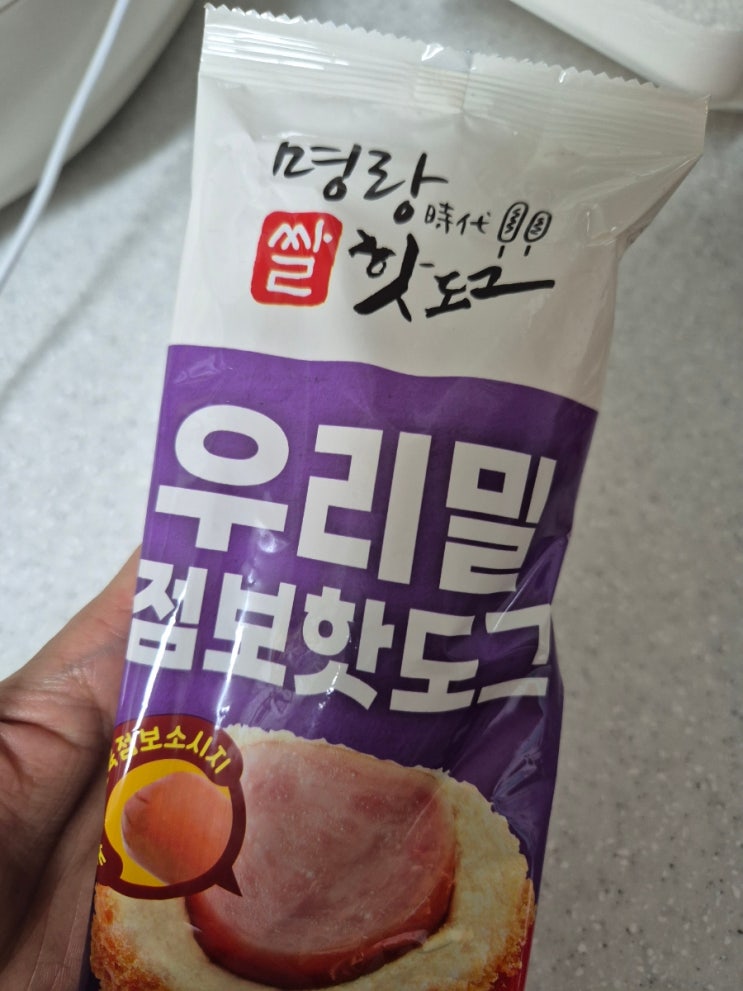 명랑
時代
쌀 핫도그
우리밀
점보핫도그
점보소시지